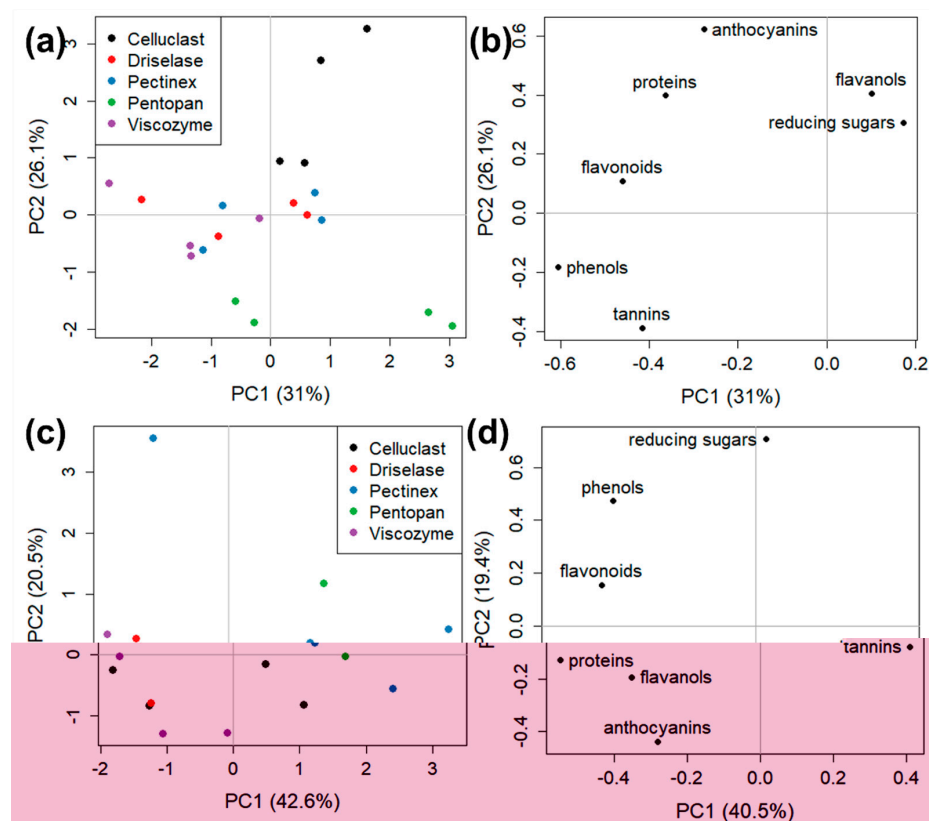 (a)
Celluclast
Driselase
Pectinex
Pentopan
Viscozyme
PC2 (26.1%)
3
2
1
0
-1
-2
-2
-1
0
1
2
3
PC1 (31%)
(b)
anthocyanins
proteins
flavanols
reducing sugars
flavonoids
phenols
tannins
PC2 (26.1%)
0.6
0.4
0.2
0.0
-0.2
-0.4
-0.6
-0.4
-0.2
0.0
0.2
PC1 (31%)
(c)
Celluclast
Driselase
Pectinex
Pentopan
Viscozyme
PC2 (20.5%)
3
2
1
0
-1
-2
-1
0
1
2
3
PC1 (42.6%)
(d)
reducing sugars
phenols
flavonoids
tannins
proteins
flavanols
anthocyanins
PC2 (19.4%)
0.6
0.4
0.2
0.0
-0.2
-0.4
-0.4
-0.2
0.0
0.2
0.4
PC1 (40.5%)